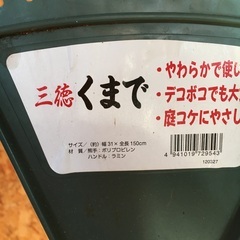 三徳くまで
・やわらかで使い
・デコボコでも大
・庭コケにやさし
サイズ／(約) 幅31×全長150cm
材 質／熊手：ポリプロピレン
ハンドル：ラミン
4 941019 729543